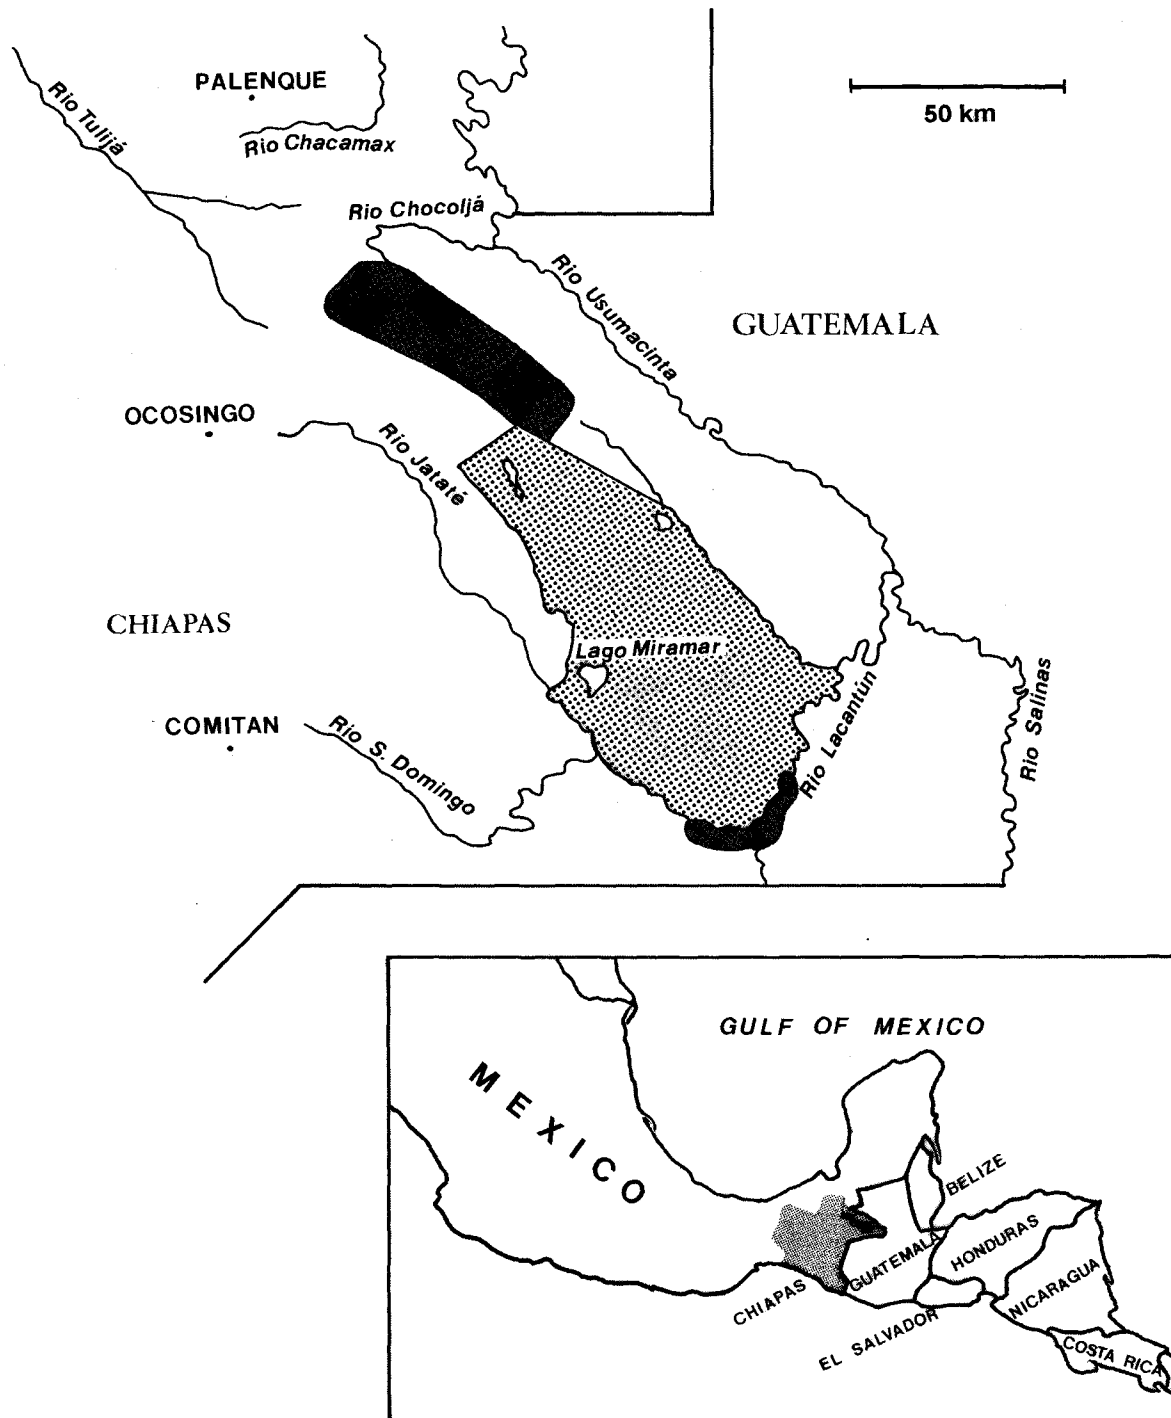 PALENQUE
Rio Tulijá
Rio Chacamax
50 km
Rio Chocoljá
Rio Usumacinta
GUATEMALA
OCOSINGO
Rio Jataté
CHIAPAS
Lago Miramar
COMITAN
Rio S. Domingo
Rio Lacantún
Rio Salinas
GULF OF MEXICO
MEXICO
BELIZE
HONDURAS
GUATEMALA
NICARAGUA
CHIAPAS
EL SALVADOR
COSTA RICA